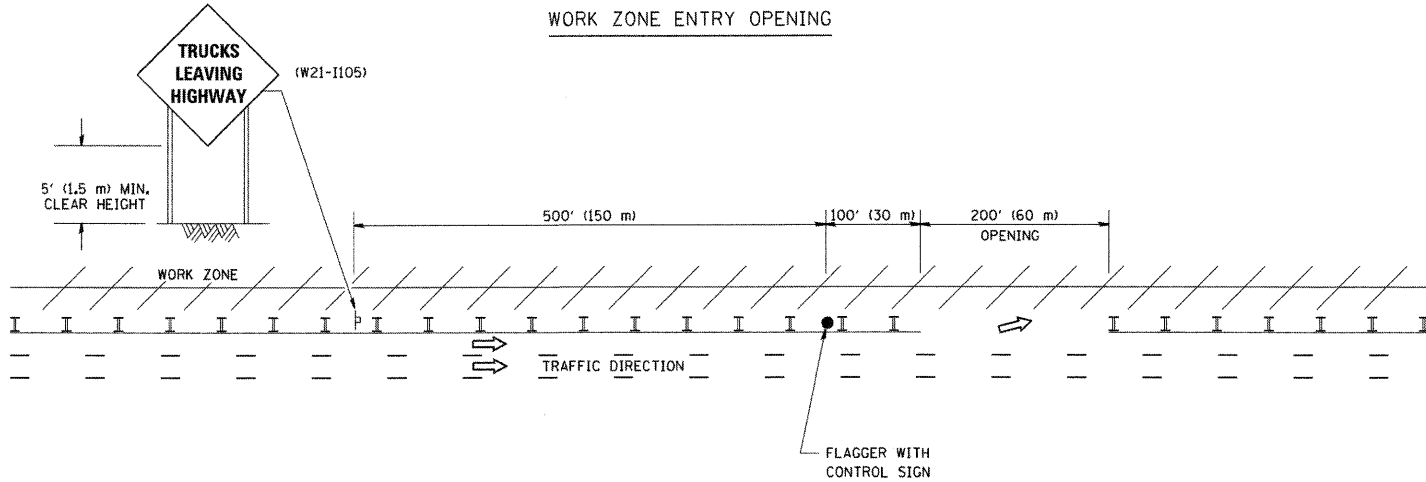 WORK ZONE ENTRY OPENING
TRUCKS
LEAVING
HIGHWAY
(W21-I105)
5' (1.5 m) MIN.
CLEAR HEIGHT
500' (150 m)
100' (30 m)
200' (60 m)
OPENING
WORK ZONE
TRAFFIC DIRECTION
FLAGGER WITH
CONTROL SIGN